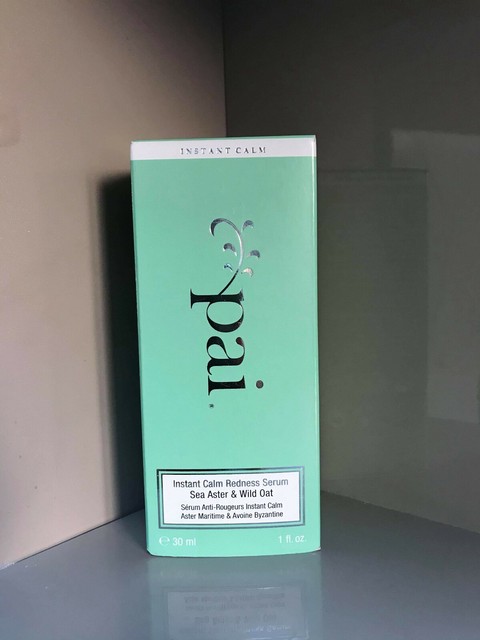 INSTANT CALM
pai
Instant Calm Redness Serum
Sea Aster & Wild Oat
Sérum Anti-Rougeurs Instant Calm
Aster Maritime & Avoine Byzantine
℮ 30 ml 1 fl oz.